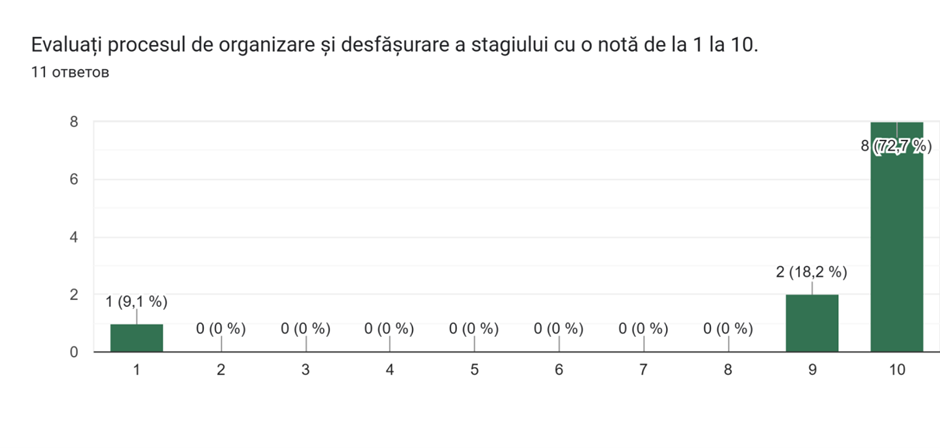 Evaluați procesul de organizare și desfășurare a stagiului cu o notă de la 1 la 10.
11 ответов
8
8 (72,7 %)
6
4
2 (18,2 %)
2
1 (9,1 %)
0 (0 %) 0 (0 %) 0 (0 %) 0 (0 %) 0 (0 %) 0 (0 %) 0 (0 %)
0
1 2 3 4 5 6 7 8 9 10